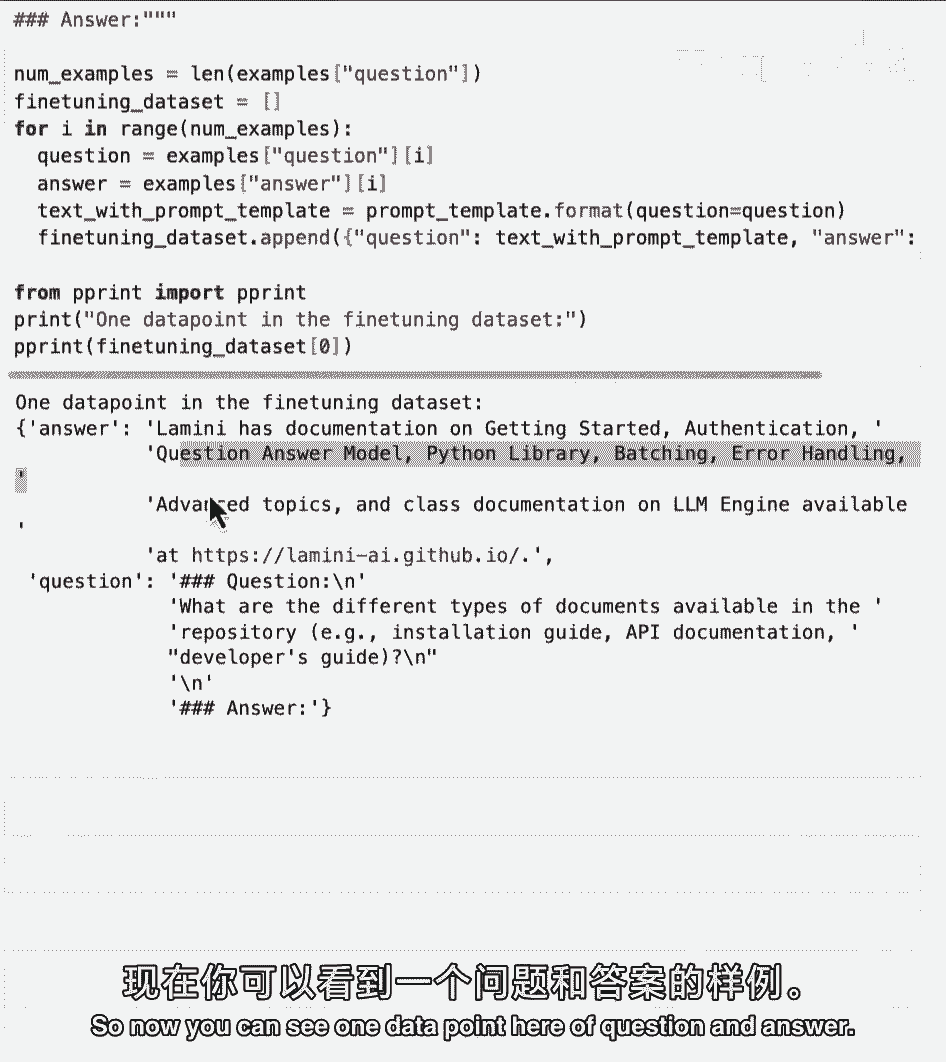 ### Answer:"""
num_examples = len(examples["question"])
finetuning_dataset = []
for i in range(num_examples):
  question = examples["question"][i]
  answer = examples["answer"][i]
  text_with_prompt_template = prompt_template.format(question=question)
  finetuning_dataset.append({"question": text_with_prompt_template, "answer":
from pprint import pprint
print("One datapoint in the finetuning dataset:")
pprint(finetuning_dataset[0])
One datapoint in the finetuning dataset:
{'answer': 'Lamini has documentation on Getting Started, Authentication, '
           'Question Answer Model, Python Library, Batching, Error Handling,
'
           'Advanced topics, and class documentation on LLM Engine available
'
           'at https://lamini-ai.github.io/.',
 'question': '### Question:\n'
             'What are the different types of documents available in the '
             'repository (e.g., installation guide, API documentation, '
             "developer's guide)?\n"
             '\n'
             '### Answer:'}
现在你可以看到一个问题和答案的样例。
So now you can see one data point here of question and answer.